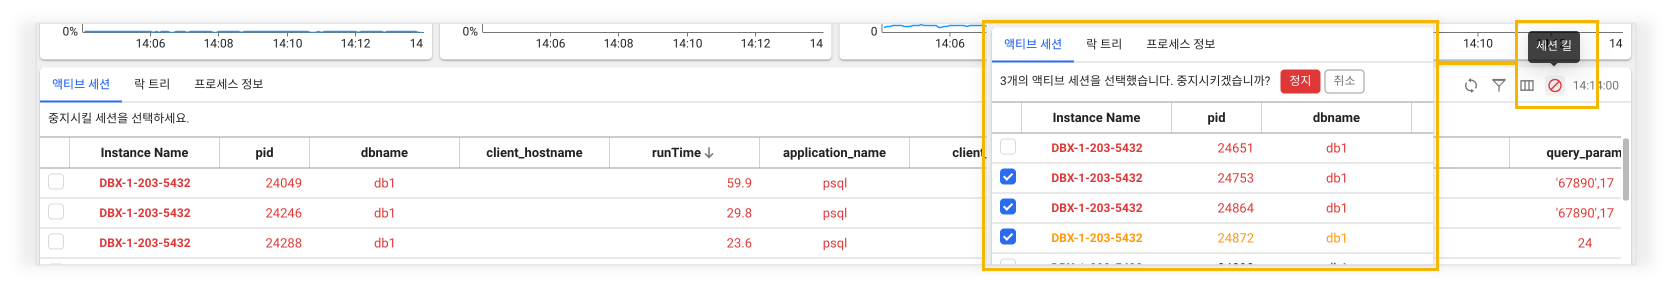 0% 14:06 14:08 14:10 14:12 14
0% 14:06 14:08 14:10 14:12 14
0 14:06
14:10 14
액티브 세션 락 트리 프로세스 정보
중지시킬 세션을 선택하세요.
Instance Name pid dbname client_hostname runTime application_name client_ query_param
DBX-1-203-5432 24049 db1 59.9 psql '67890',17
DBX-1-203-5432 24246 db1 29.8 psql '67890',17
DBX-1-203-5432 24288 db1 23.6 psql 24
액티브 세션 락 트리 프로세스 정보
3개의 액티브 세션을 선택했습니다. 중지시키겠습니까? 정지 취소
Instance Name pid dbname
DBX-1-203-5432 24651 db1
DBX-1-203-5432 24753 db1
DBX-1-203-5432 24864 db1
DBX-1-203-5432 24872 db1
세션 킬
14:14:00